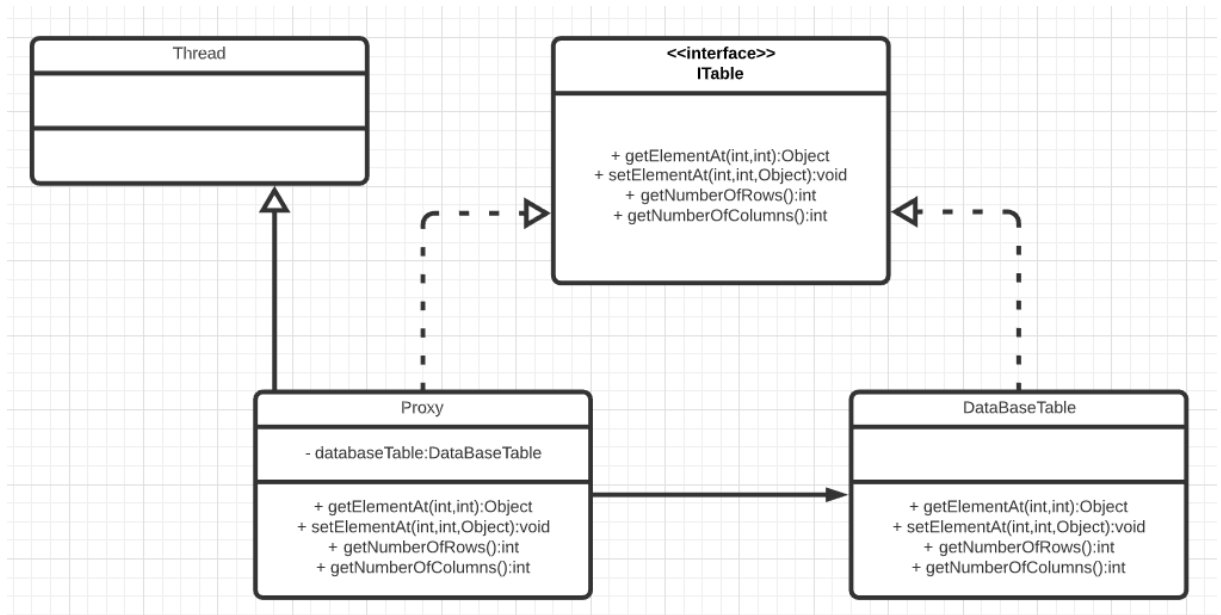 Thread
<<interface>>
ITable
+ getElementAt(int,int):Object
+ setElementAt(int,int,Object):void
+ getNumberOfRows():int
+ getNumberOfColumns():int
Proxy
- databaseTable:DataBaseTable
+ getElementAt(int,int):Object
+ setElementAt(int,int,Object):void
+ getNumberOfRows():int
+ getNumberOfColumns():int
DataBaseTable
+ getElementAt(int,int):Object
+ setElementAt(int,int,Object):void
+ getNumberOfRows():int
+ getNumberOfColumns():int